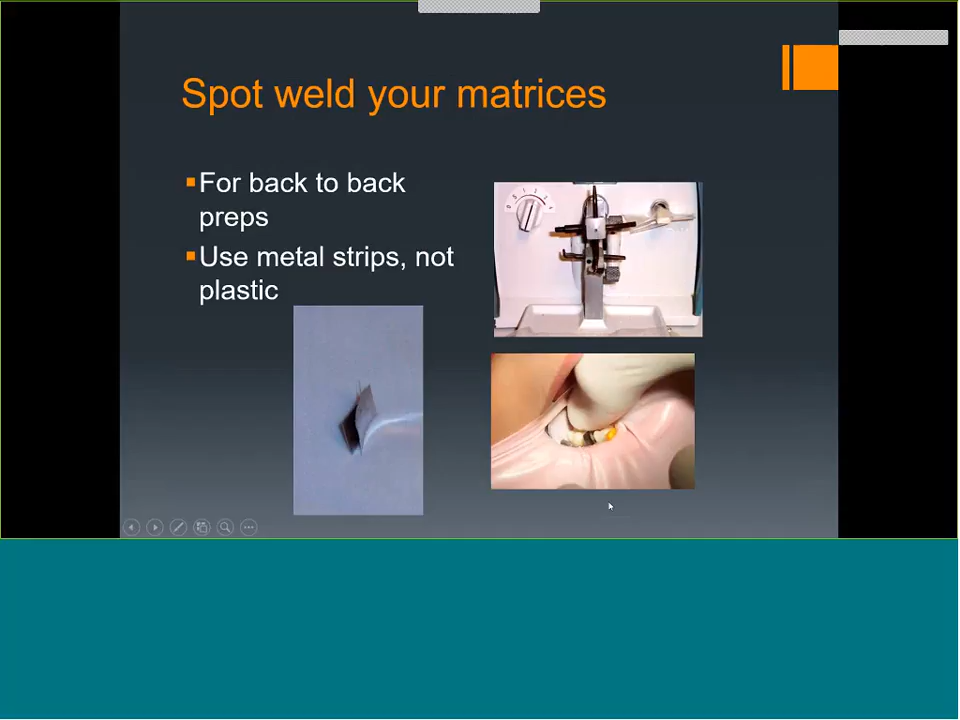 Spot weld your matrices
For back to back
preps
Use metal strips, not
plastic